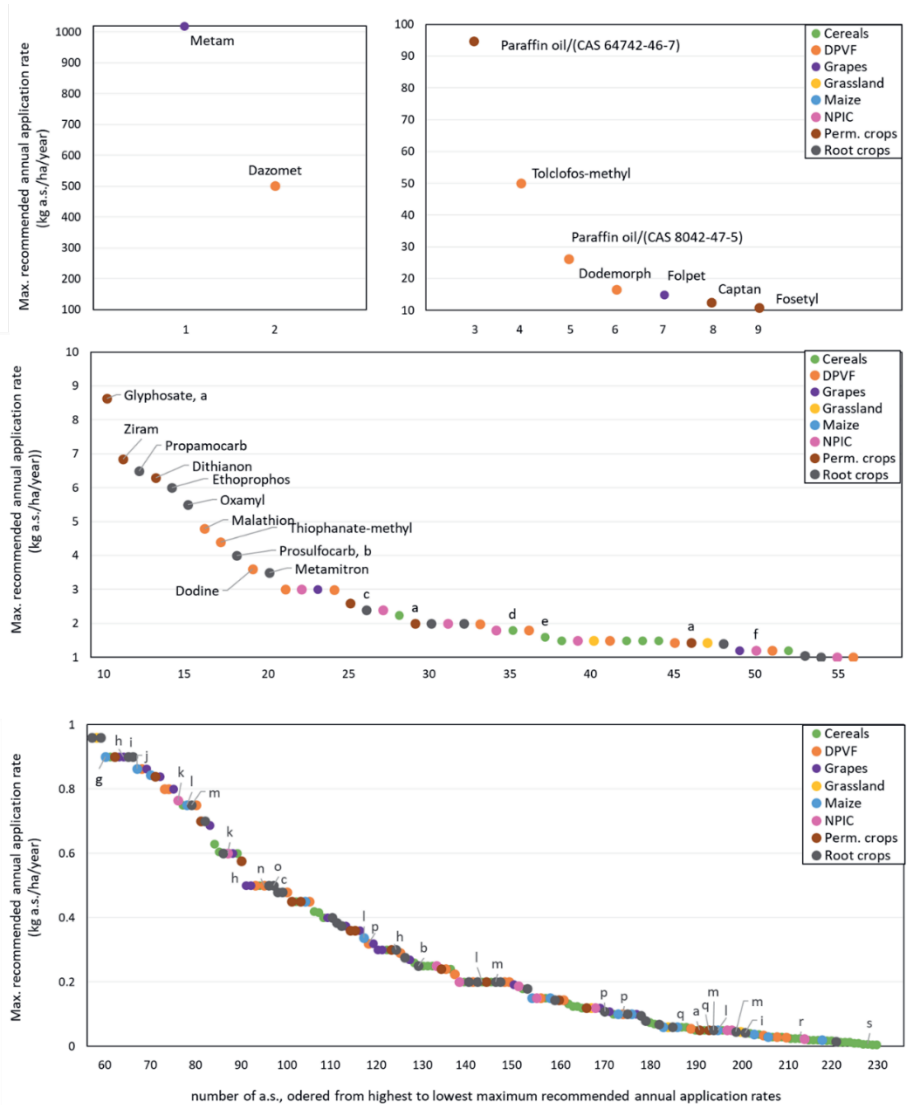 Max. recommended annual application rate
(kg a.s./ha/year)
1000
900
800
700
600
500
400
300
200
100
Metam
Dazomet
1
2
100
90
80
70
60
50
40
30
20
10
Paraffin oil/(CAS 64742-46-7)
Tolclofos-methyl
Paraffin oil/(CAS 8042-47-5)
Dodemorph
Folpet
Captan
Fosetyl
3
4
5
6
7
8
9
Cereals
DPVF
Grapes
Grassland
Maize
NPIC
Perm. crops
Root crops
Max. recommended annual application rate
(kg a.s./ha/year))
10
9
8
7
6
5
4
3
2
1
Glyphosate, a
Ziram
Propamocarb
Dithianon
Ethoprophos
Oxamyl
Malathion
Thiophanate-methyl
Prosulfocarb, b
Dodine
Metamitron
c
a
d
e
a
f
10
15
20
25
30
35
40
45
50
55
Cereals
DPVF
Grapes
Grassland
Maize
NPIC
Perm. crops
Root crops
Max. recommended annual application rate
(kg a.s./ha/year)
1
0.8
0.6
0.4
0.2
0
g
h
i
j
k
l
m
k
h
n
o
c
l
p
h
b
l
m
p
p
q
a
q
m
l
m
i
r
s
60
70
80
90
100
110
120
130
140
150
160
170
180
190
200
210
220
230
Cereals
DPVF
Grapes
Grassland
Maize
NPIC
Perm. crops
Root crops
number of a.s., odered from highest to lowest maximum recommended annual application rates